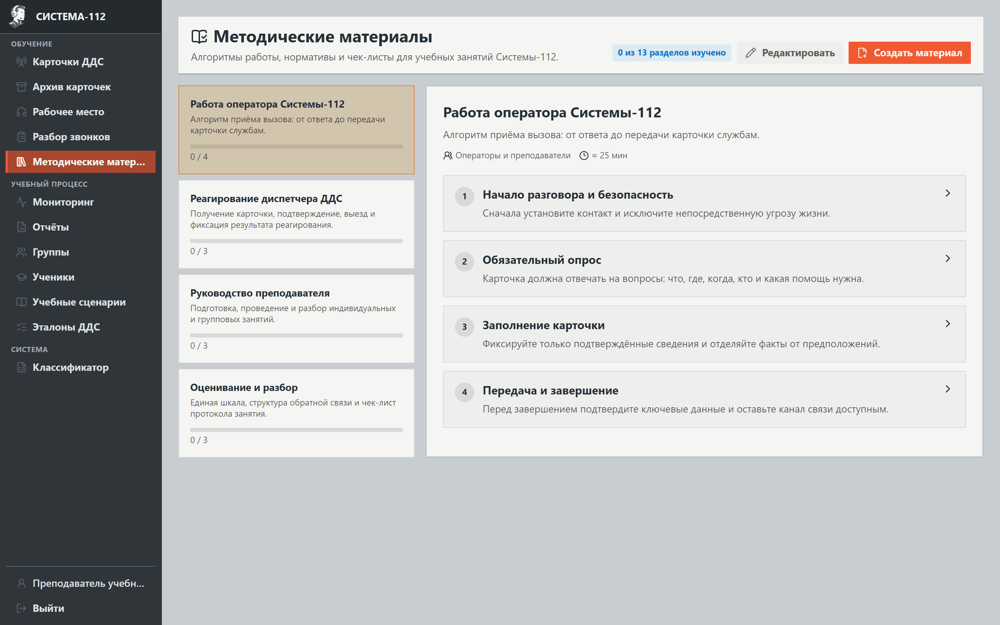 СИСТЕМА-112
ОБУЧЕНИЕ
Карточки ДДС
Архив карточек
Рабочее место
Разбор звонков
Методические матер...
УЧЕБНЫЙ ПРОЦЕСС
Мониторинг
Отчёты
Группы
Ученики
Учебные сценарии
Эталоны ДДС
СИСТЕМА
Классификатор
Преподаватель учебн...
Выйти
Методические материалы
Алгоритмы работы, нормативы и чек-листы для учебных занятий Системы-112.
0 из 13 разделов изучено
Редактировать
Создать материал
Работа оператора Системы-112
Алгоритм приёма вызова: от ответа до передачи
карточки службам.
0 / 4
Реагирование диспетчера ДДС
Получение карточки, подтверждение, выезд и
фиксация результата реагирования.
0 / 3
Руководство преподавателя
Подготовка, проведение и разбор индивидуальных
и групповых занятий.
0 / 3
Оценивание и разбор
Единая шкала, структура обратной связи и чек-лист
протокола занятия.
0 / 3
Работа оператора Системы-112
Алгоритм приёма вызова: от ответа до передачи карточки службам.
Операторы и преподаватели
≈ 25 мин
1
Начало разговора и безопасность
Сначала установите контакт и исключите непосредственную угрозу жизни.
2
Обязательный опрос
Карточка должна отвечать на вопросы: что, где, когда, кто и какая помощь нужна.
3
Заполнение карточки
Фиксируйте только подтверждённые сведения и отделяйте факты от предположений.
4
Передача и завершение
Перед завершением подтвердите ключевые данные и оставьте канал связи доступным.